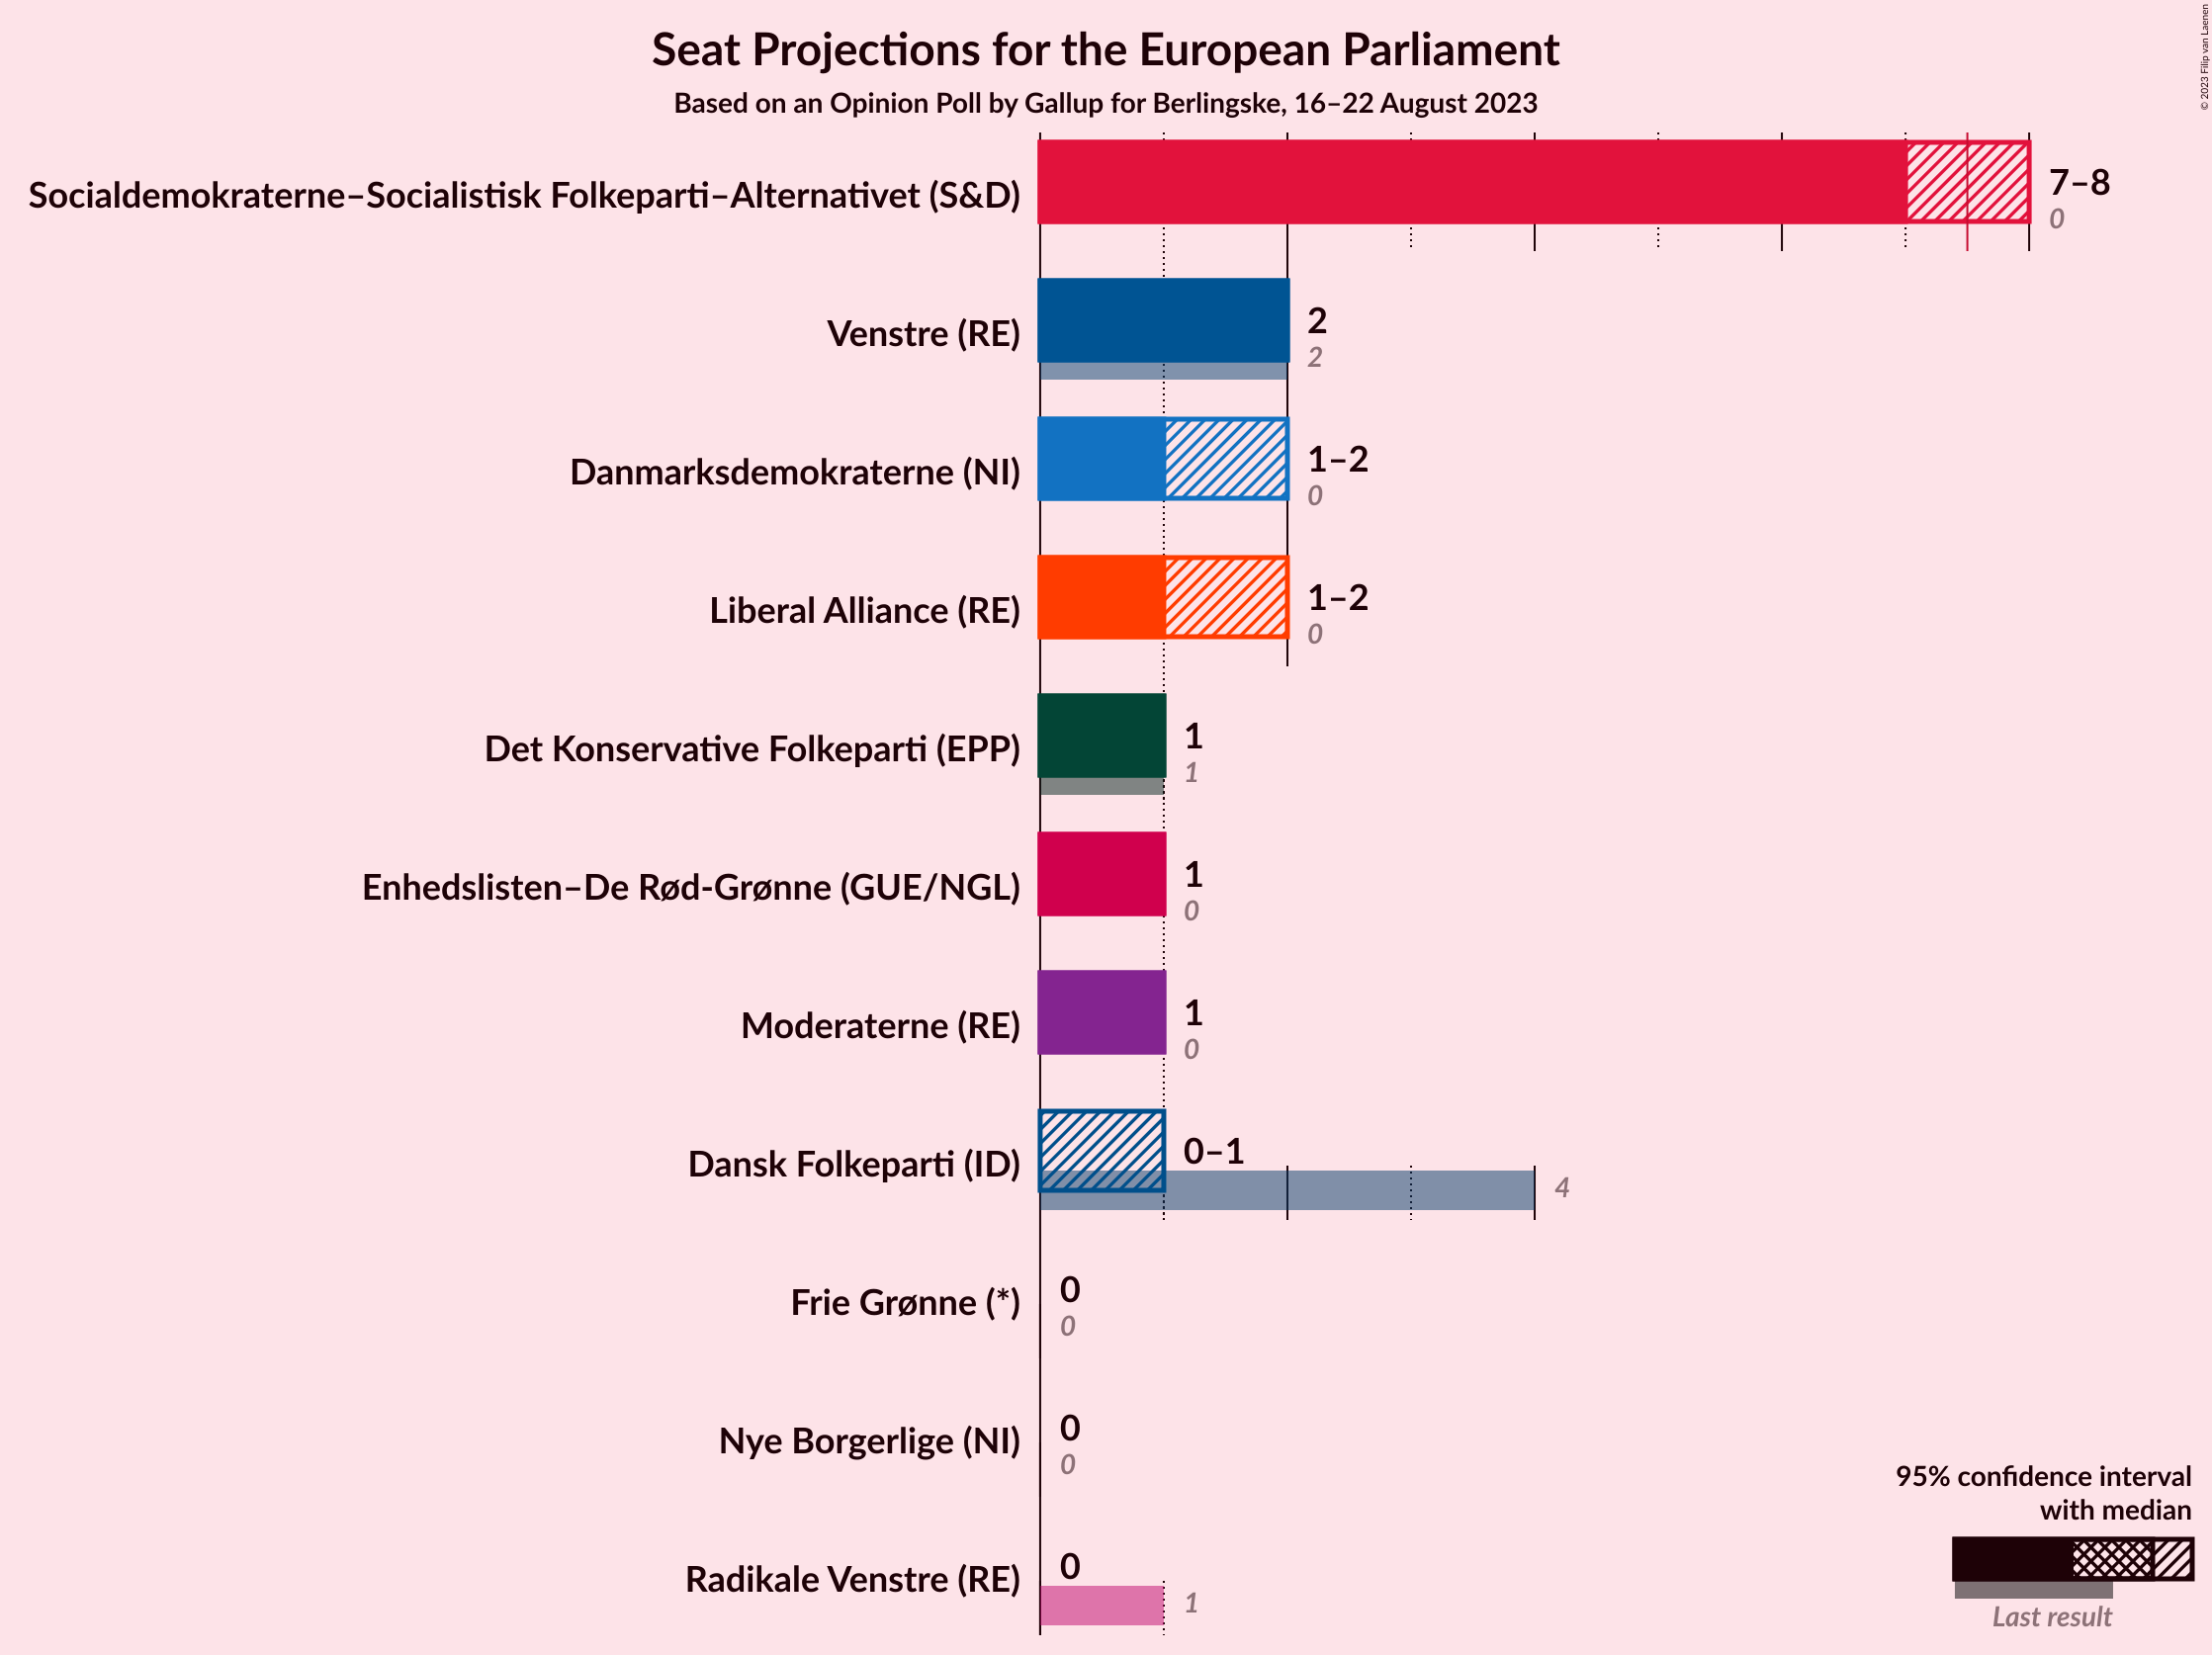 Seat Projections for the European Parliament
Based on an Opinion Poll by Gallup for Berlingske, 16–22 August 2023
© 2023 Filip van Laenen
Socialdemokraterne–Socialistisk Folkeparti–Alternativet (S&D)
7–8
0
Venstre (RE)
2
2
Danmarksdemokraterne (NI)
1–2
0
Liberal Alliance (RE)
1–2
0
Det Konservative Folkeparti (EPP)
1
1
Enhedslisten–De Rød-Grønne (GUE/NGL)
1
0
Moderaterne (RE)
1
0
Dansk Folkeparti (ID)
0–1
4
Frie Grønne (*)
0
0
Nye Borgerlige (NI)
0
0
Radikale Venstre (RE)
0
1
95% confidence interval
with median
Last result